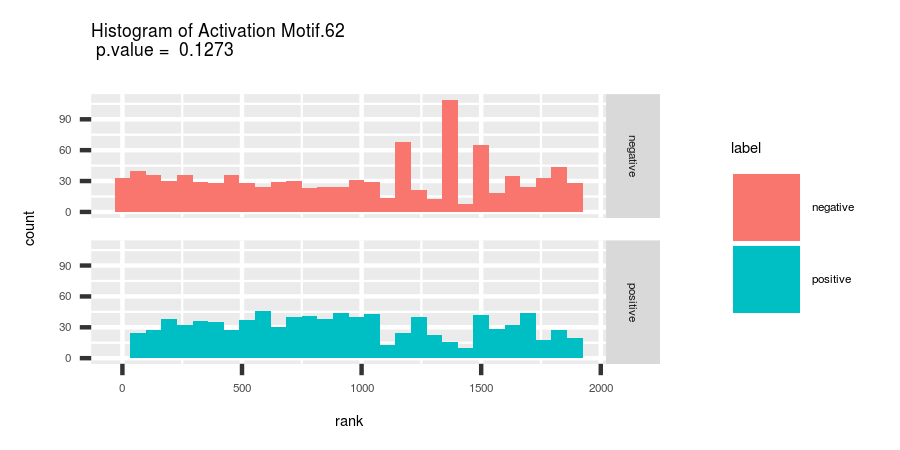 Histogram of Activation Motif.62
p.value = 0.1273
count
90
60
30
0
negative
90
60
30
0
positive
0 500 1000 1500 2000
rank
label
negative
positive